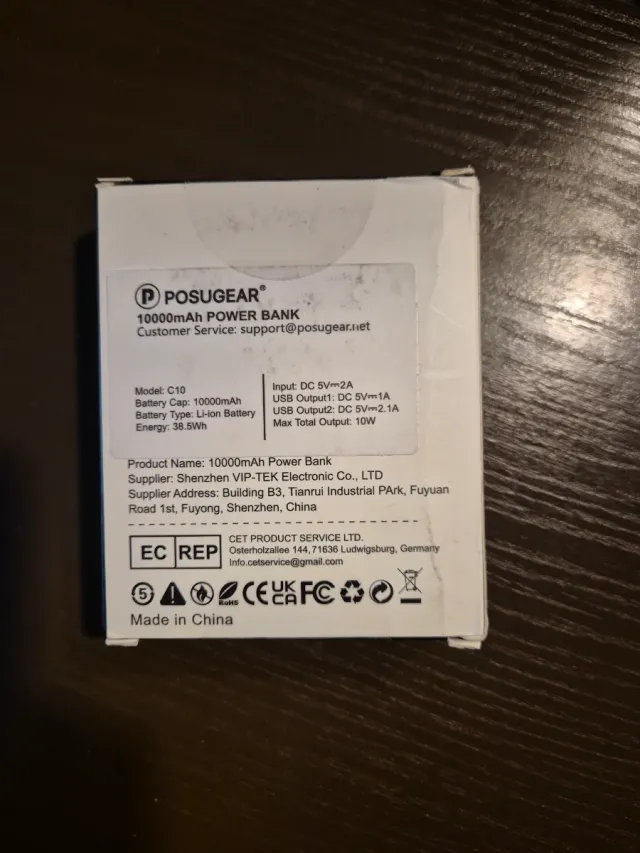 P POSUGEAR®
10000mAh POWER BANK
Customer Service: support@posugear.net
Model: C10
Battery Cap: 10000mAh
Battery Type: Li-ion Battery
Energy: 38.5Wh
Input: DC 5V⎓2A
USB Output1: DC 5V⎓1A
USB Output2: DC 5V⎓2.1A
Max Total Output: 10W
Product Name: 10000mAh Power Bank
Supplier: Shenzhen VIP-TEK Electronic Co., LTD
Supplier Address: Building B3, Tianrui Industrial PArk, Fuyuan
Road 1st, Fuyong, Shenzhen, China
EC REP
CET PRODUCT SERVICE LTD.
Osterholzallee 144,71636 Ludwigsburg, Germany
Info.cetservice@gmail.com
5 RoHS CE UK CA FC
Made in China